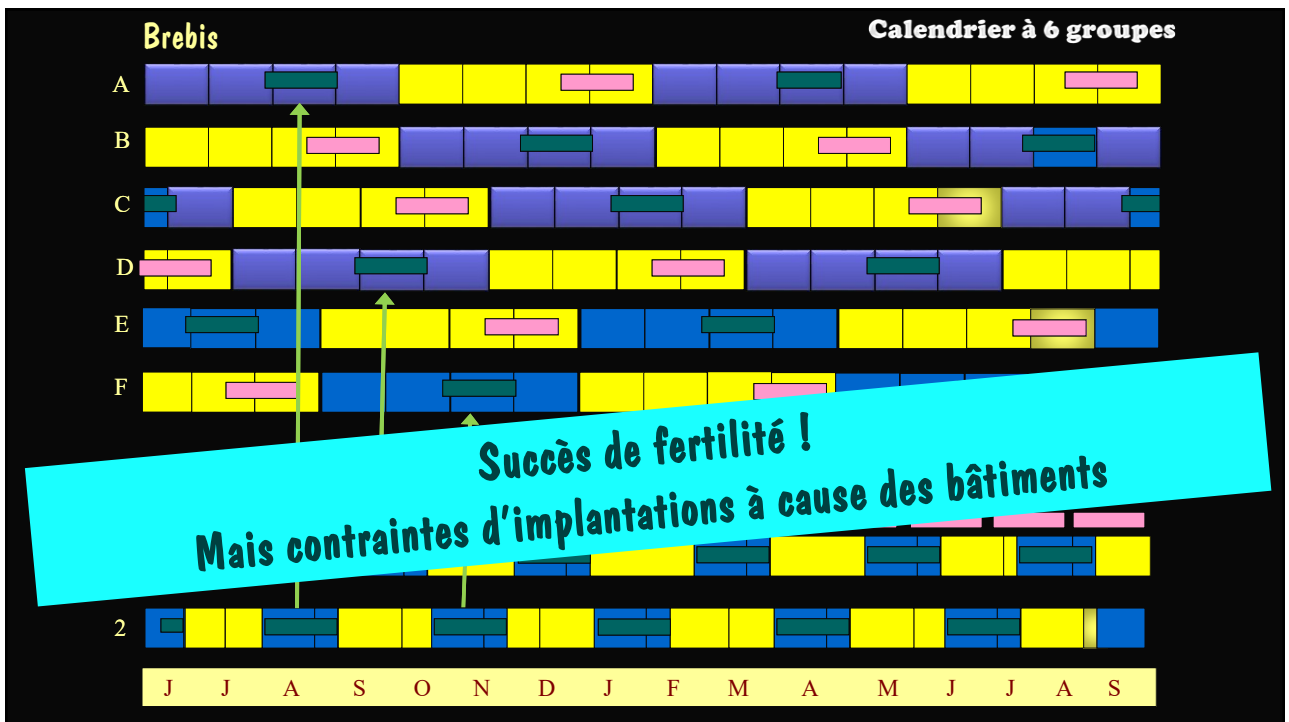 Brebis
Calendrier à 6 groupes
A
B
C
D
E
F
Succès de fertilité !
Mais contraintes d'implantations à cause des bâtiments
2
J J A S O N D J F M A M J J A S